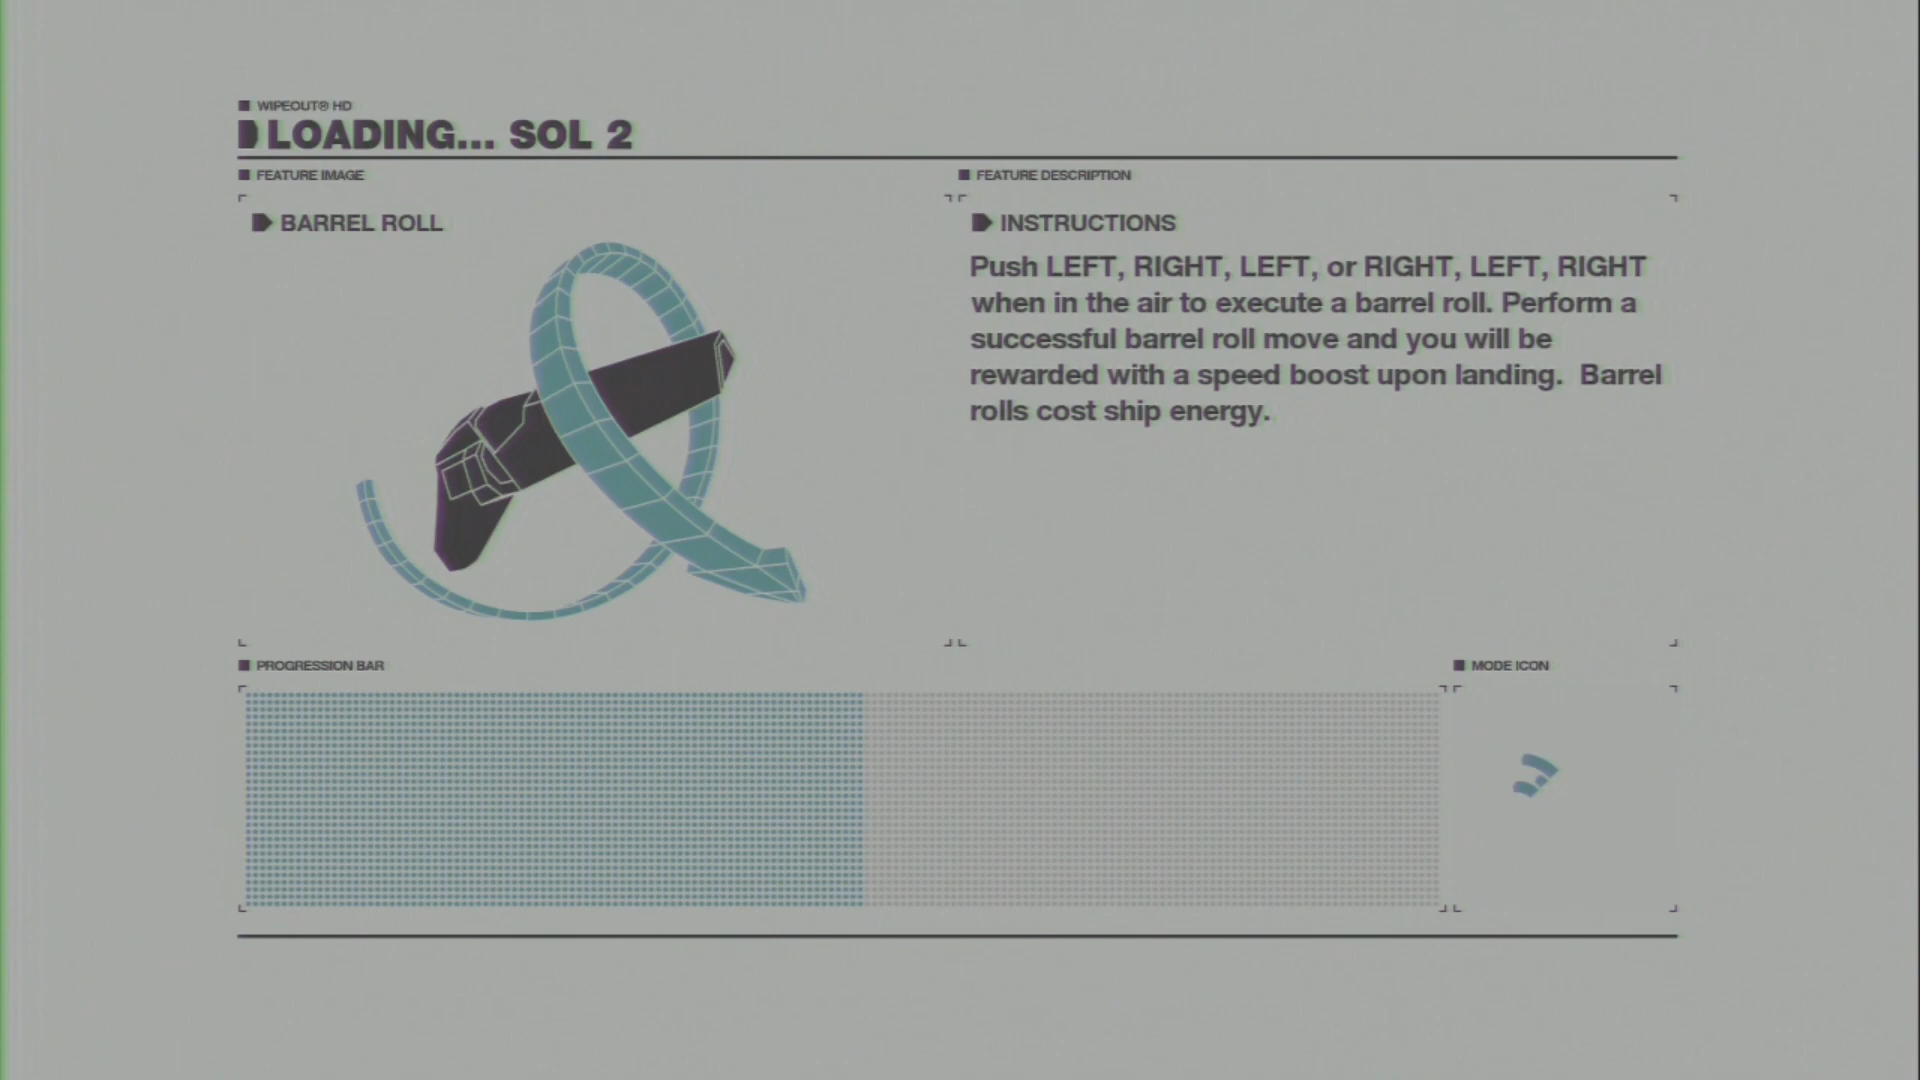 WIPEOUT® HD
LOADING... SOL 2
FEATURE IMAGE
FEATURE DESCRIPTION
BARREL ROLL
INSTRUCTIONS
Push LEFT, RIGHT, LEFT, or RIGHT, LEFT, RIGHT
when in the air to execute a barrel roll. Perform a
successful barrel roll move and you will be
rewarded with a speed boost upon landing.  Barrel
rolls cost ship energy.
PROGRESSION BAR
MODE ICON